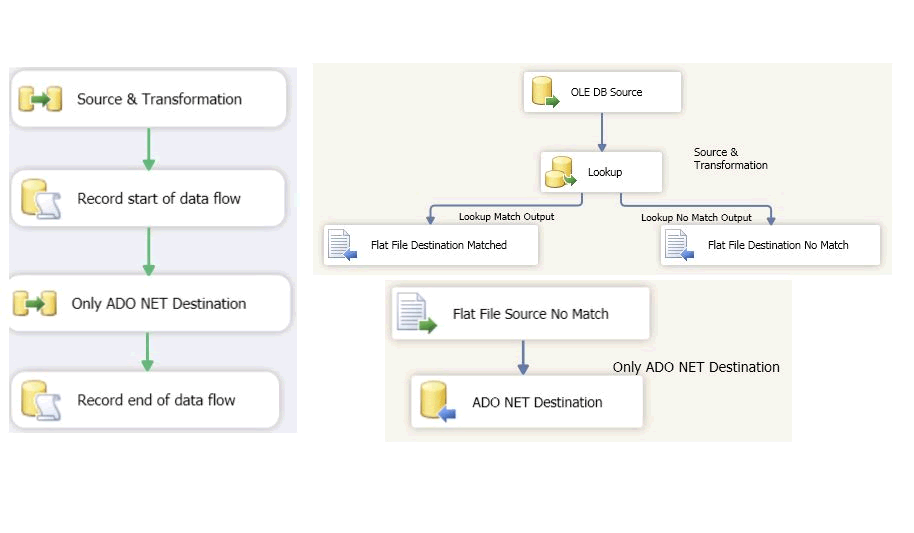 Source & Transformation
Record start of data flow
Only ADO NET Destination
Record end of data flow
OLE DB Source
Lookup
Source &
Transformation
Lookup Match Output
Lookup No Match Output
Flat File Destination Matched
Flat File Destination No Match
Flat File Source No Match
Only ADO NET Destination
ADO NET Destination